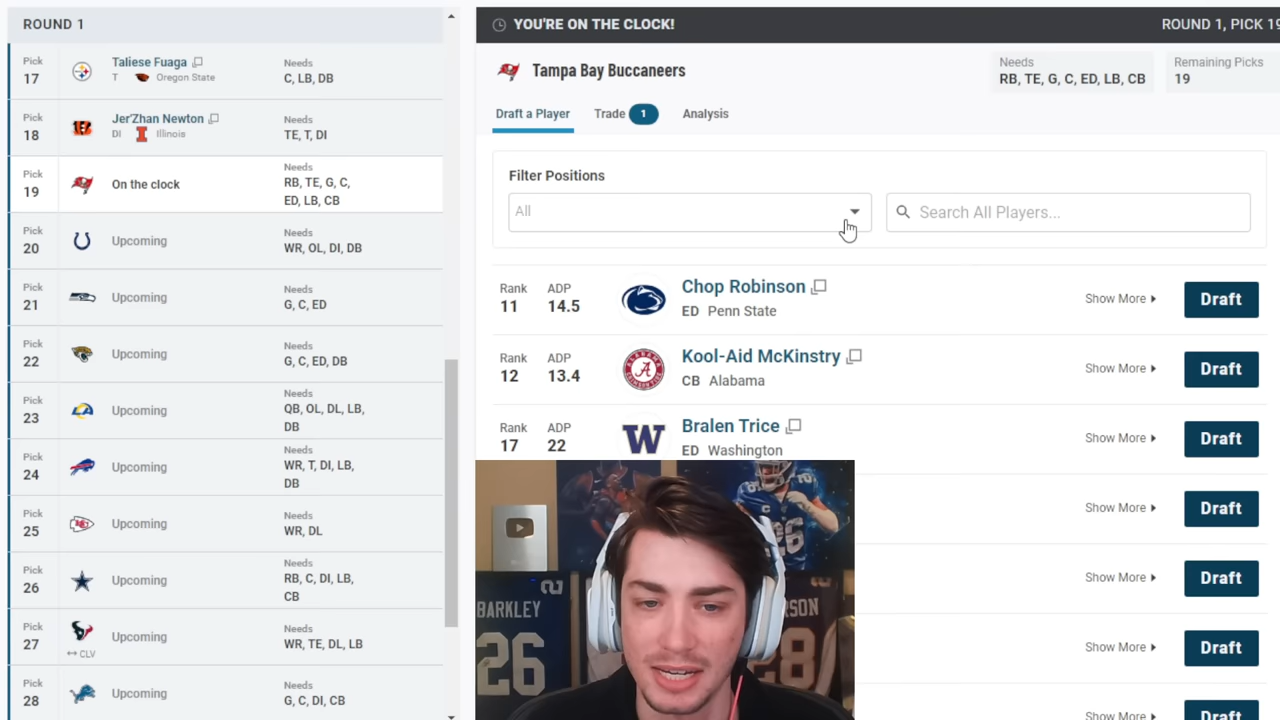 ROUND 1
Pick
17
Taliese Fuaga
T Oregon State
Needs
C, LB, DB
Pick
18
Jer'Zhan Newton
DI I Illinois
Needs
TE, T, DI
Pick
19
On the clock
Needs
RB, TE, G, C,
ED, LB, CB
Pick
20
Upcoming
Needs
WR, OL, DI, DB
Pick
21
Upcoming
Needs
G, C, ED
Pick
22
Upcoming
Needs
G, C, ED, DB
Pick
23
Upcoming
Needs
QB, OL, DL, LB,
DB
Pick
24
Upcoming
Needs
WR, T, DI, LB,
DB
Pick
25
Upcoming
Needs
WR, DL
Pick
26
Upcoming
Needs
RB, C, DI, LB,
CB
Pick
27
↔ CLV
Upcoming
Needs
WR, TE, DL, LB
Pick
28
Upcoming
Needs
G, C, DI, CB
YOU'RE ON THE CLOCK!
ROUND 1, PICK 19
Tampa Bay Buccaneers
Needs
RB, TE, G, C, ED, LB, CB
Remaining Picks
19
Draft a Player
Trade 1
Analysis
Filter Positions
All
Search All Players...
Rank
11
ADP
14.5
Chop Robinson
ED Penn State
Show More
Draft
Rank
12
ADP
13.4
A
Kool-Aid McKinstry
CB Alabama
Show More
Draft
Rank
17
ADP
22
W
Bralen Trice
ED Washington
Show More
Draft
Show More
Draft
Show More
Draft
Show More
Draft
Show More
Draft
BARKLEY
26
26
SON
28